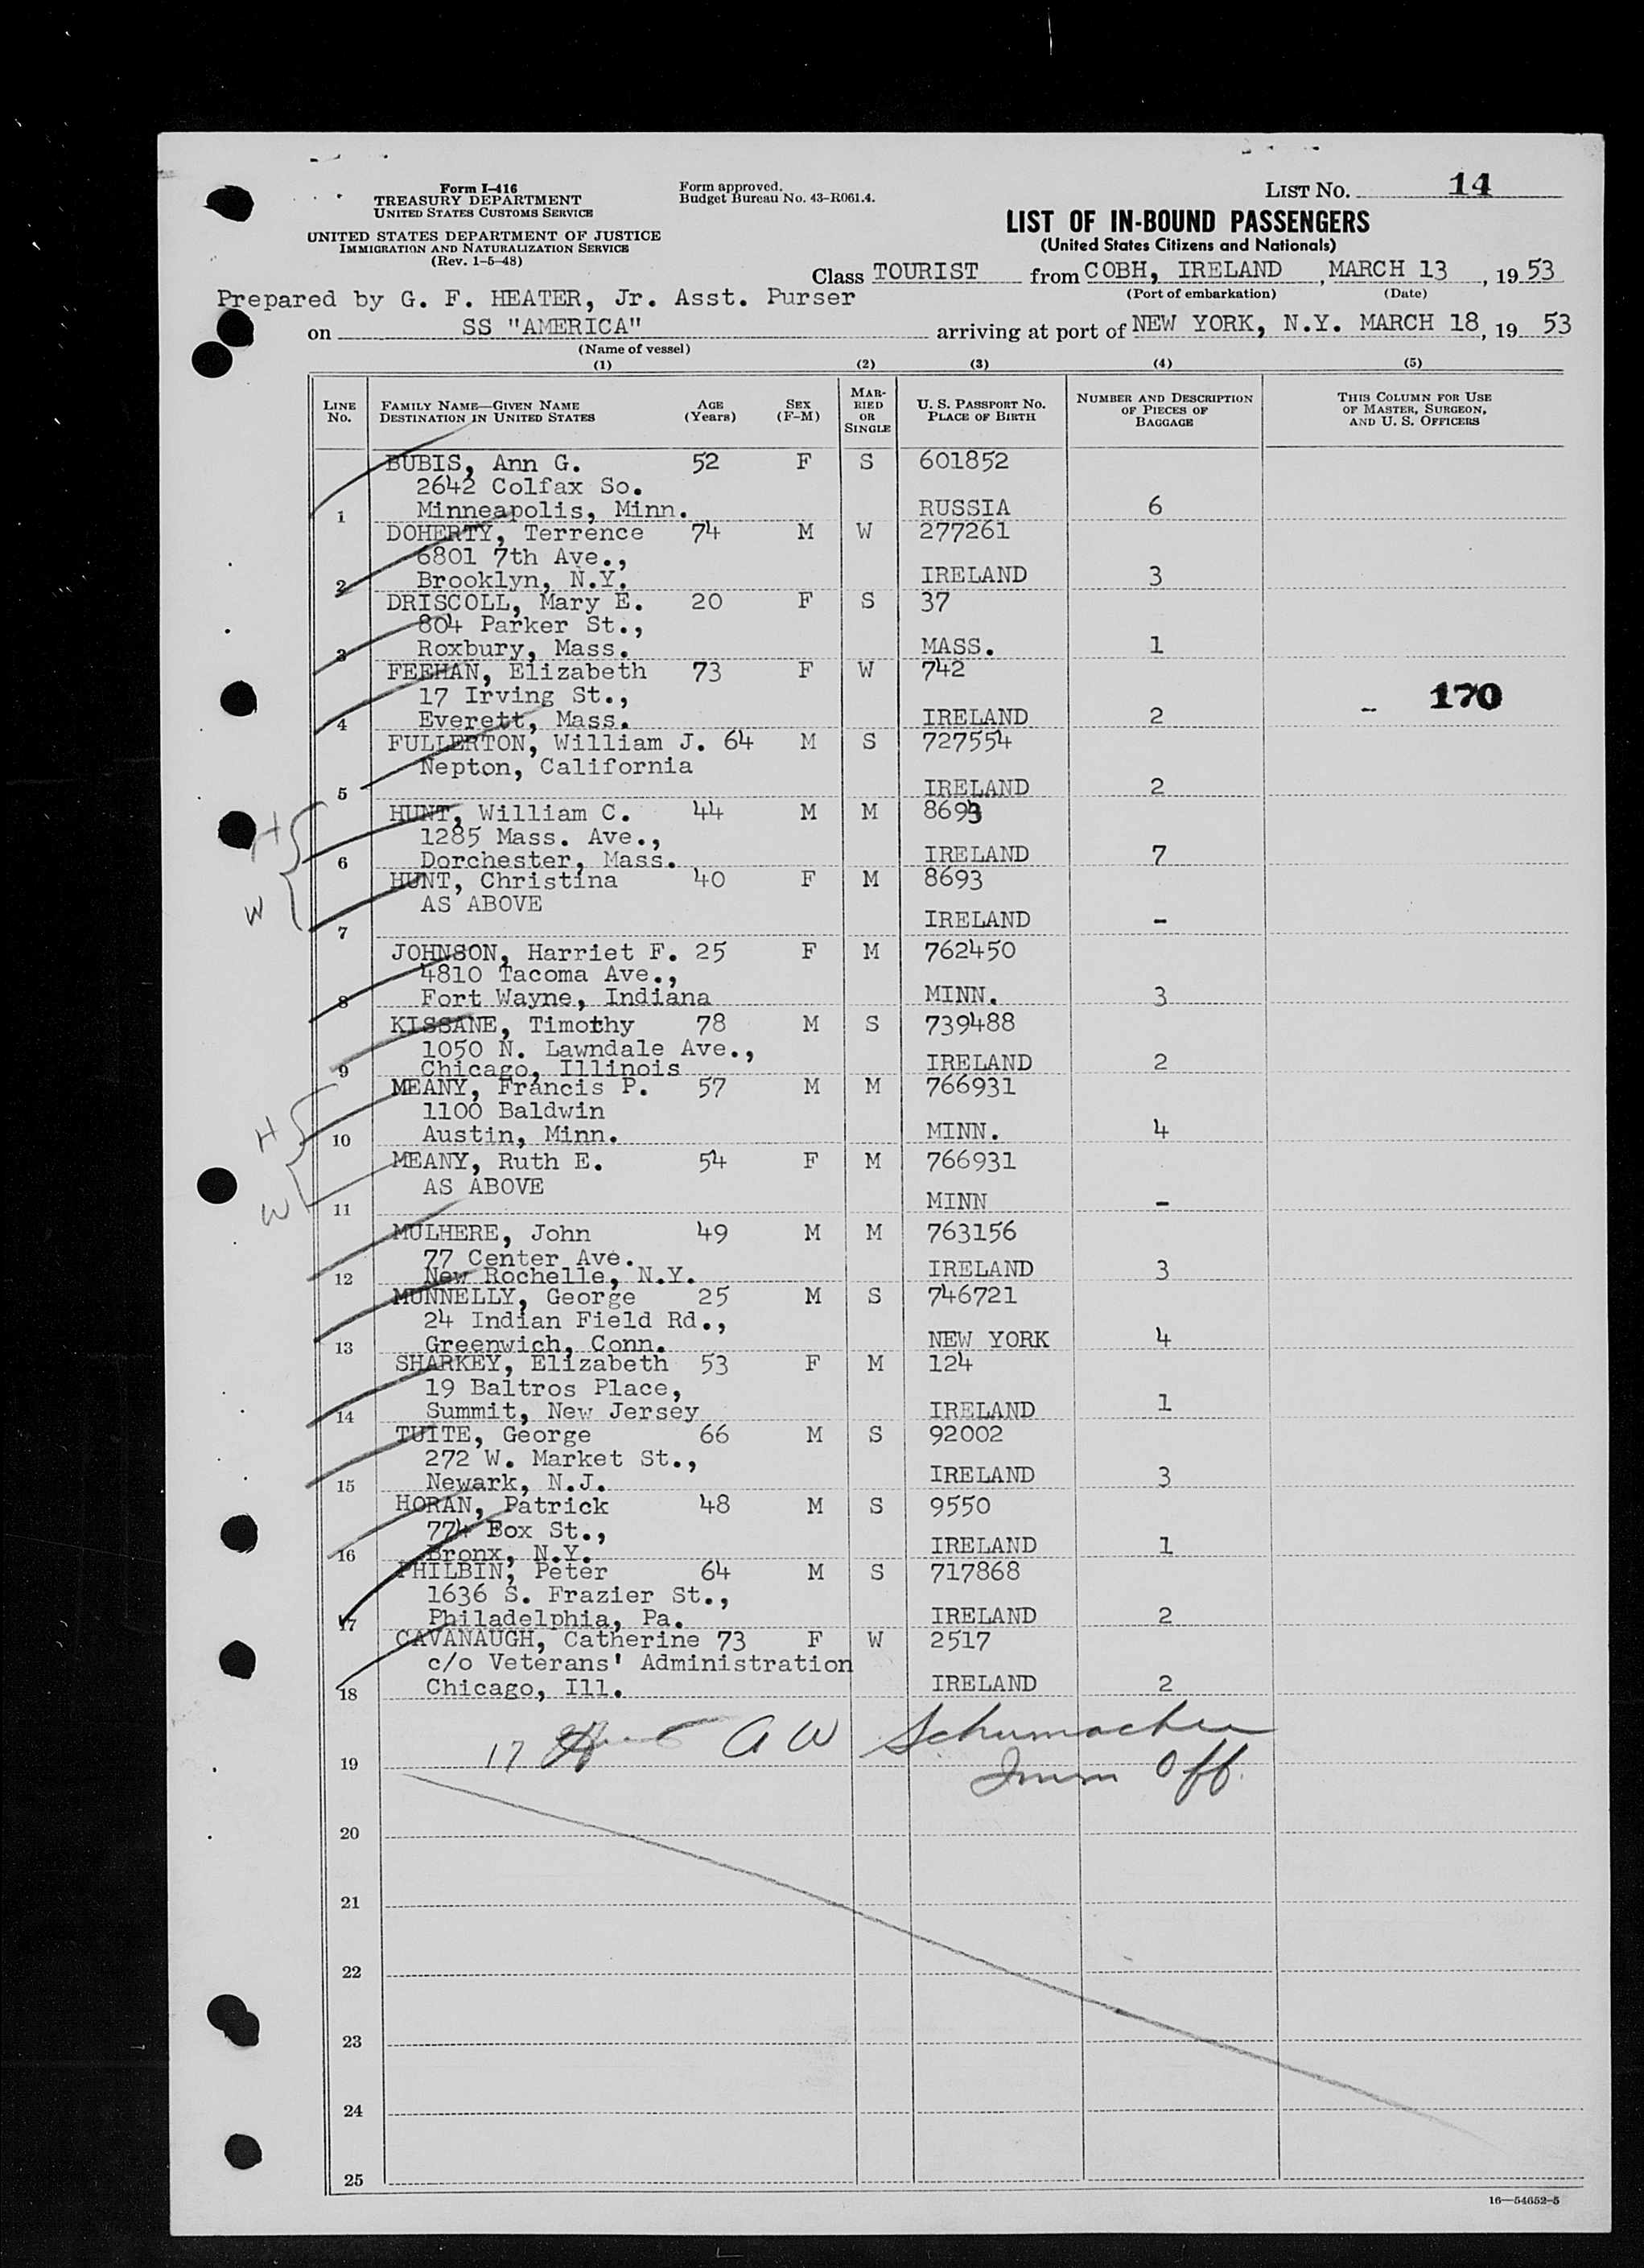 Form I-416
TREASURY DEPARTMENT
UNITED STATES CUSTOMS SERVICE
UNITED STATES DEPARTMENT OF JUSTICE
IMMIGRATION AND NATURALIZATION SERVICE
(Rev. 1-5-48)
Form approved.
Budget Bureau No. 43-R061.4.
LIST NO. 14
LIST OF IN-BOUND PASSENGERS
(United States Citizens and Nationals)
Class TOURIST from COBH, IRELAND, MARCH 13, 1953
(Port of embarkation) (Date)
Prepared by G. F. HEATER, Jr. Asst. Purser
on SS "AMERICA" arriving at port of NEW YORK, N.Y. MARCH 18, 1953
(Name of vessel)
(1) (2) (3) (4) (5)
LINE NO.
FAMILY NAME—GIVEN NAME
DESTINATION IN UNITED STATES
AGE (Years)
SEX (F-M)
MARRIED OR SINGLE
U. S. PASSPORT NO.
PLACE OF BIRTH
NUMBER AND DESCRIPTION OF PIECES OF BAGGAGE
THIS COLUMN FOR USE OF MASTER, SURGEON, AND U. S. OFFICERS
BUBIS, Ann G. 52 F S 601852
2642 Colfax So.
1 Minneapolis, Minn. RUSSIA 6
DOHERTY, Terrence 74 M W 277261
6801 7th Ave.,
2 Brooklyn, N.Y. IRELAND 3
DRISCOLL, Mary E. 20 F S 37
804 Parker St.,
3 Roxbury, Mass. MASS. 1
FEEHAN, Elizabeth 73 F W 742
17 Irving St., - 170
4 Everett, Mass. IRELAND 2
FULLERTON, William J. 64 M S 727554
Nepton, California
5 IRELAND 2
H HUNT, William C. 44 M M 8693
1285 Mass. Ave.,
6 Dorchester, Mass. IRELAND 7
HUNT, Christina 40 F M 8693
W AS ABOVE
7 IRELAND -
JOHNSON, Harriet F. 25 F M 762450
4810 Tacoma Ave.,
8 Fort Wayne, Indiana MINN. 3
KISSANE, Timothy 78 M S 739488
1050 N. Lawndale Ave.,
9 Chicago, Illinois IRELAND 2
MEANY, Francis P. 57 M M 766931
1100 Baldwin
H 10 Austin, Minn. MINN. 4
MEANY, Ruth E. 54 F M 766931
AS ABOVE
W 11 MINN -
MULHERE, John 49 M M 763156
77 Center Ave.
12 New Rochelle, N.Y. IRELAND 3
MUNNELLY, George 25 M S 746721
24 Indian Field Rd.,
13 Greenwich, Conn. NEW YORK 4
SHARKEY, Elizabeth 53 F M 124
19 Baltros Place,
14 Summit, New Jersey IRELAND 1
TUITE, George 66 M S 92002
272 W. Market St.,
15 Newark, N.J. IRELAND 3
HORAN, Patrick 48 M S 9550
774 Fox St.,
16 Bronx, N.Y. IRELAND 1
PHILBIN, Peter 64 M S 717868
1636 S. Frazier St.,
17 Philadelphia, Pa. IRELAND 2
CAVANAUGH, Catherine 73 F W 2517
c/o Veterans' Administration
18 Chicago, Ill. IRELAND 2
19 17 A W Schumacher
Imm Off.
20
21
22
23
24
25
16—54652-5